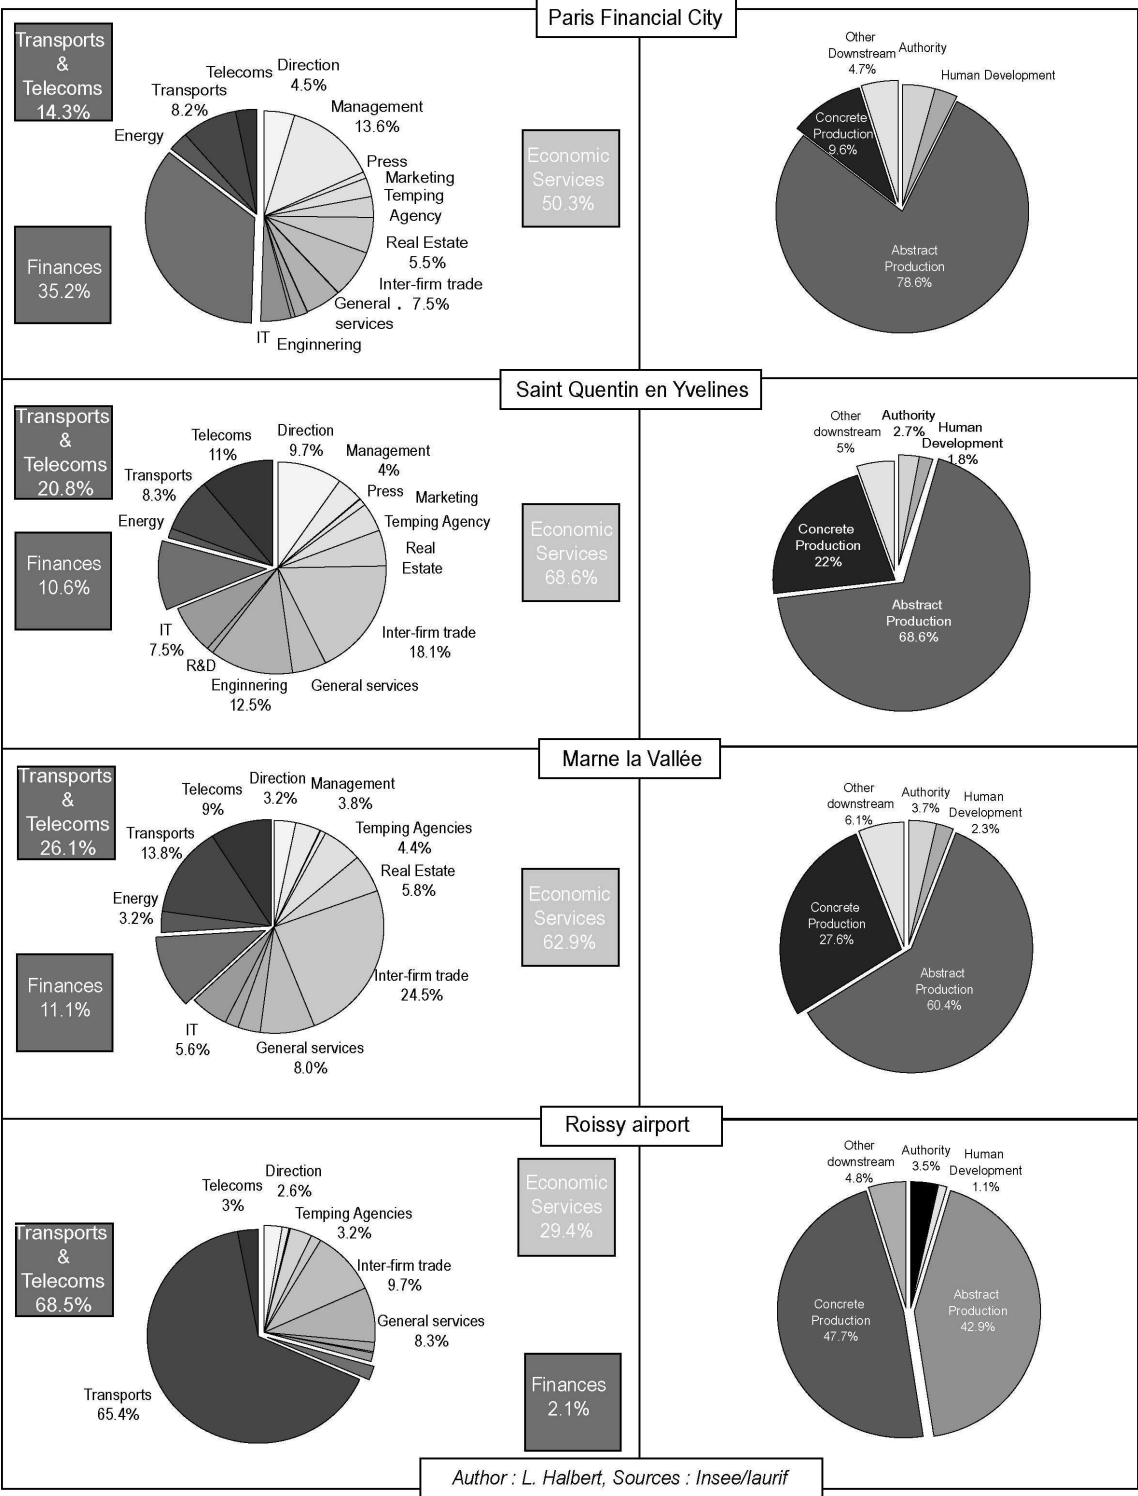 Paris Financial City
Transports
&
Telecoms
14.3%
Finances
35.2%
Economic
Services
50.3%
Telecoms
Direction
4.5%
Transports
8.2%
Energy
Management
13.6%
Press
Marketing
Temping
Agency
Real Estate
5.5%
Inter-firm trade
7.5%
General .
services
IT
Enginnering
Other
Downstream
4.7%
Authority
Human Development
Concrete
Production
9.6%
Abstract
Production
78.6%
Saint Quentin en Yvelines
Transports
&
Telecoms
20.8%
Finances
10.6%
Economic
Services
68.6%
Telecoms
11%
Direction
9.7%
Transports
8.3%
Energy
Management
4%
Press
Marketing
Temping Agency
Real
Estate
Inter-firm trade
18.1%
General services
Enginnering
12.5%
R&D
IT
7.5%
Other
downstream
5%
Authority
2.7%
Human
Development
1.8%
Concrete
Production
22%
Abstract
Production
68.6%
Marne la Vallée
Transports
&
Telecoms
26.1%
Finances
11.1%
Economic
Services
62.9%
Telecoms
9%
Direction
3.2%
Management
3.8%
Transports
13.8%
Energy
3.2%
Temping Agencies
4.4%
Real Estate
5.8%
Inter-firm trade
24.5%
General services
8.0%
IT
5.6%
Other
downstream
6.1%
Authority
3.7%
Human
Development
2.3%
Concrete
Production
27.6%
Abstract
Production
60.4%
Roissy airport
Transports
&
Telecoms
68.5%
Economic
Services
29.4%
Finances
2.1%
Telecoms
3%
Direction
2.6%
Temping Agencies
3.2%
Inter-firm trade
9.7%
General services
8.3%
Transports
65.4%
Other
downstream
4.8%
Authority
3.5%
Human
Development
1.1%
Concrete
Production
47.7%
Abstract
Production
42.9%
Author : L. Halbert, Sources : Insee/Iaurif